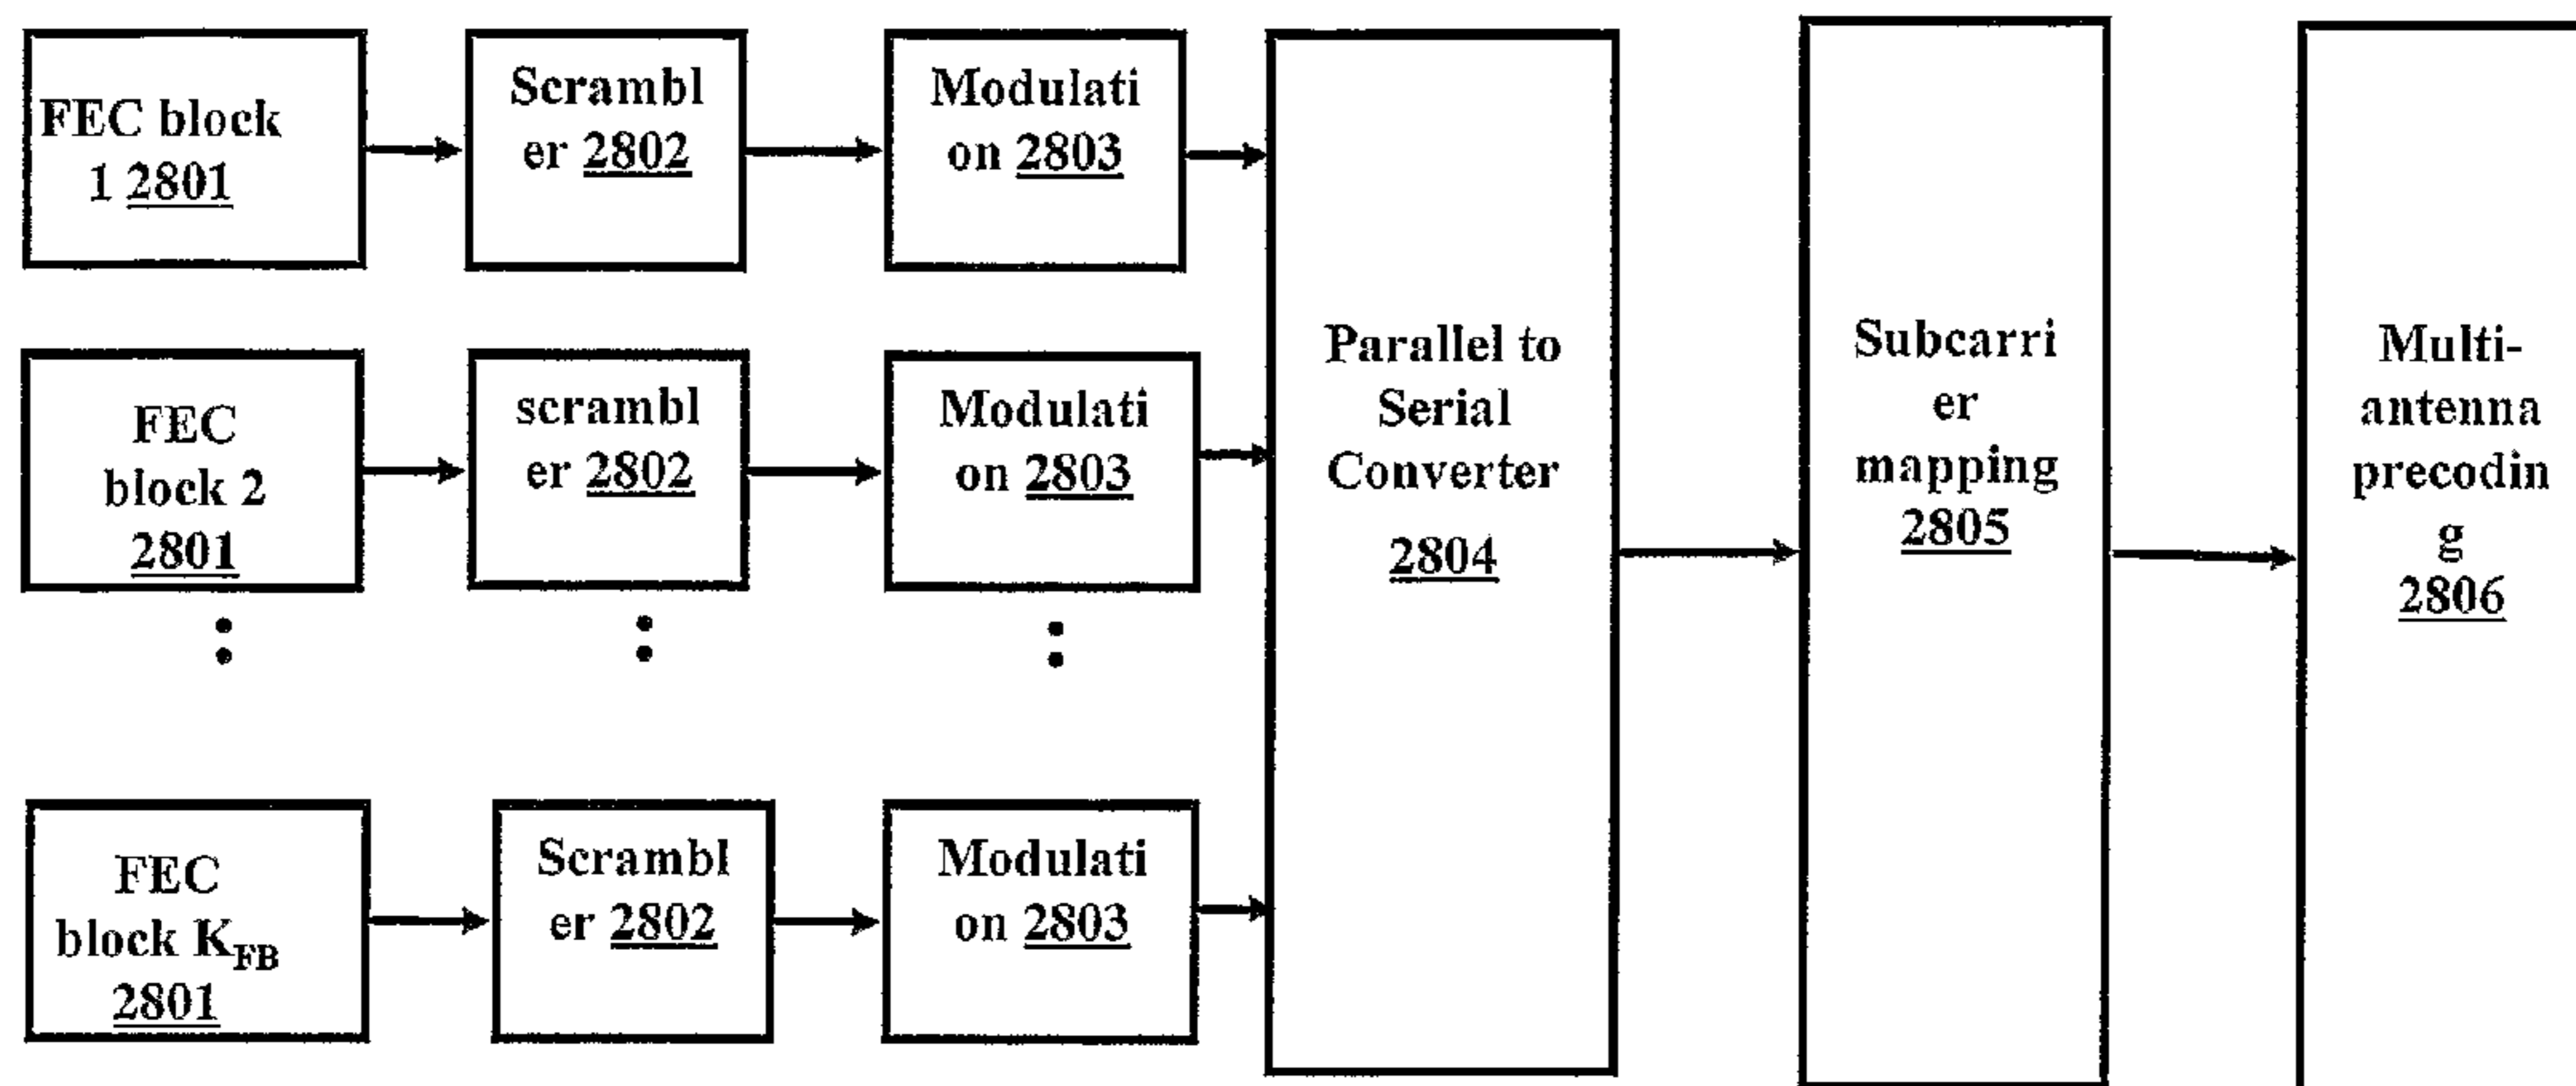 FEC block
1 2801
Scrambl
er 2802
Modulati
on 2803
FEC
block 2
2801
scrambl
er 2802
Modulati
on 2803
FEC
block K_FB
2801
Scrambl
er 2802
Modulati
on 2803
Parallel to
Serial
Converter
2804
Subcarri
er
mapping
2805
Multi-
antenna
precodin
g
2806